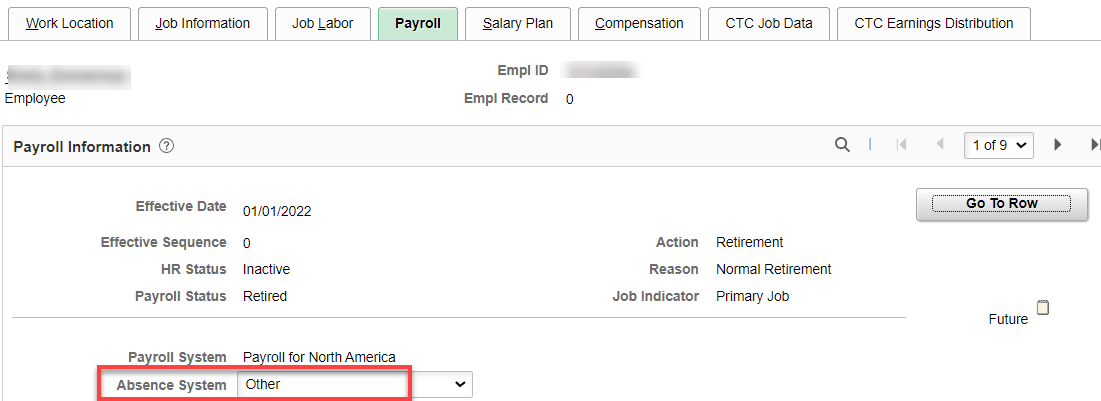 Work Location Job Information Job Labor Payroll Salary Plan Compensation CTC Job Data CTC Earnings Distribution
Empl ID
Employee Empl Record 0
Payroll Information ? 1 of 9
Effective Date 01/01/2022 Go To Row
Effective Sequence 0 Action Retirement
HR Status Inactive Reason Normal Retirement
Payroll Status Retired Job Indicator Primary Job
Future
Payroll System Payroll for North America
Absence System Other